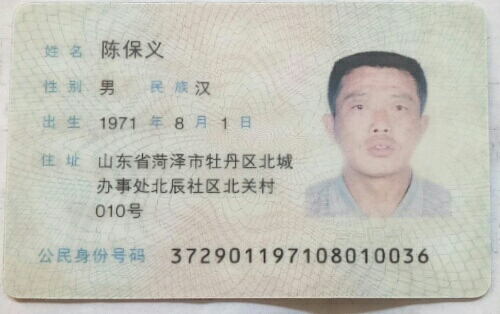 姓名 陈保义
性别 男 民族 汉
出生 1971 年 8 月 1 日
住址 山东省菏泽市牡丹区北城
办事处北辰社区北关村
010号
公民身份号码 372901197108010036